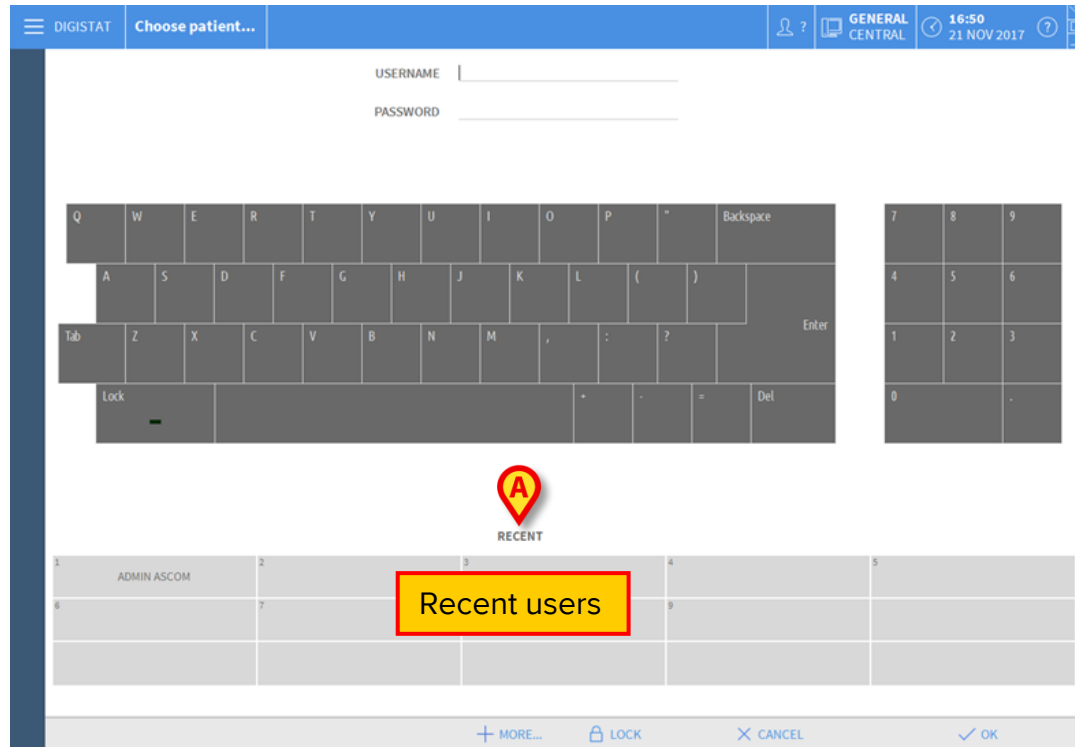 DIGISTAT Choose patient... ? GENERAL CENTRAL 16:50 21 NOV 2017 ?
USERNAME
PASSWORD
Q W E R T Y U I O P " Backspace 7 8 9
A S D F G H J K L ( ) 4 5 6
Enter
Tab Z X C V B N M , : ? 1 2 3
Lock + - = Del 0 .
A
RECENT
1 ADMIN ASCOM 2 3 4 5
Recent users
6 7 9
+ MORE... LOCK CANCEL OK